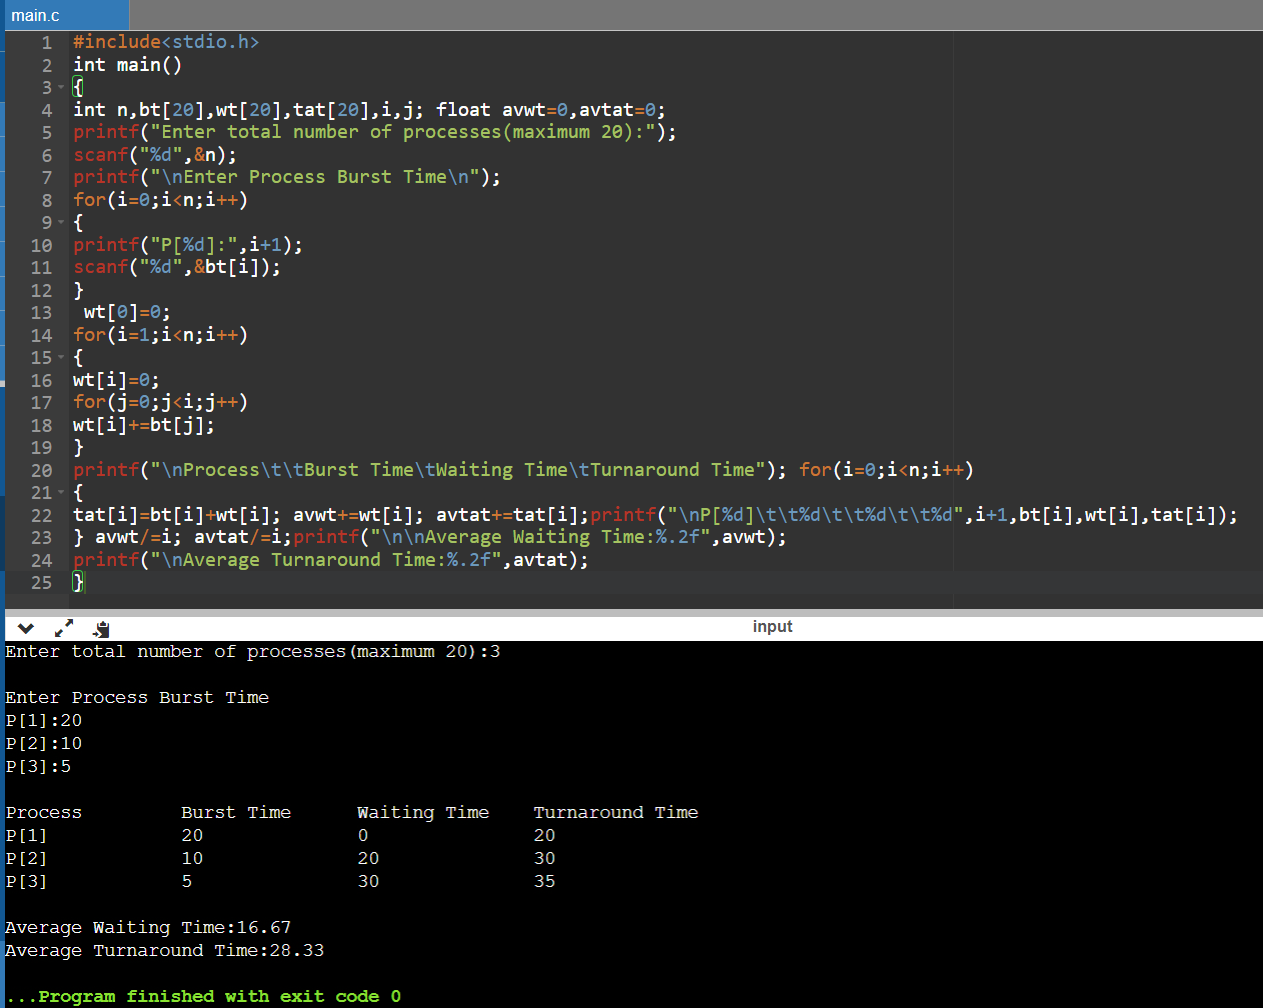 main.c
1 #include<stdio.h>
2 int main()
3 {
4 int n,bt[20],wt[20],tat[20],i,j; float avwt=0,avtat=0;
5 printf("Enter total number of processes(maximum 20):");
6 scanf("%d",&n);
7 printf("\nEnter Process Burst Time\n");
8 for(i=0;i<n;i++)
9 {
10 printf("P[%d]:",i+1);
11 scanf("%d",&bt[i]);
12 }
13  wt[0]=0;
14 for(i=1;i<n;i++)
15 {
16 wt[i]=0;
17 for(j=0;j<i;j++)
18 wt[i]+=bt[j];
19 }
20 printf("\nProcess\t\tBurst Time\tWaiting Time\tTurnaround Time"); for(i=0;i<n;i++)
21 {
22 tat[i]=bt[i]+wt[i]; avwt+=wt[i]; avtat+=tat[i];printf("\nP[%d]\t\t%d\t\t%d\t\t%d",i+1,bt[i],wt[i],tat[i]);
23 } avwt/=i; avtat/=i;printf("\n\nAverage Waiting Time:%.2f",avwt);
24 printf("\nAverage Turnaround Time:%.2f",avtat);
25 }
input
Enter total number of processes(maximum 20):3
Enter Process Burst Time
P[1]:20
P[2]:10
P[3]:5
Process Burst Time Waiting Time Turnaround Time
P[1] 20 0 20
P[2] 10 20 30
P[3] 5 30 35
Average Waiting Time:16.67
Average Turnaround Time:28.33
...Program finished with exit code 0